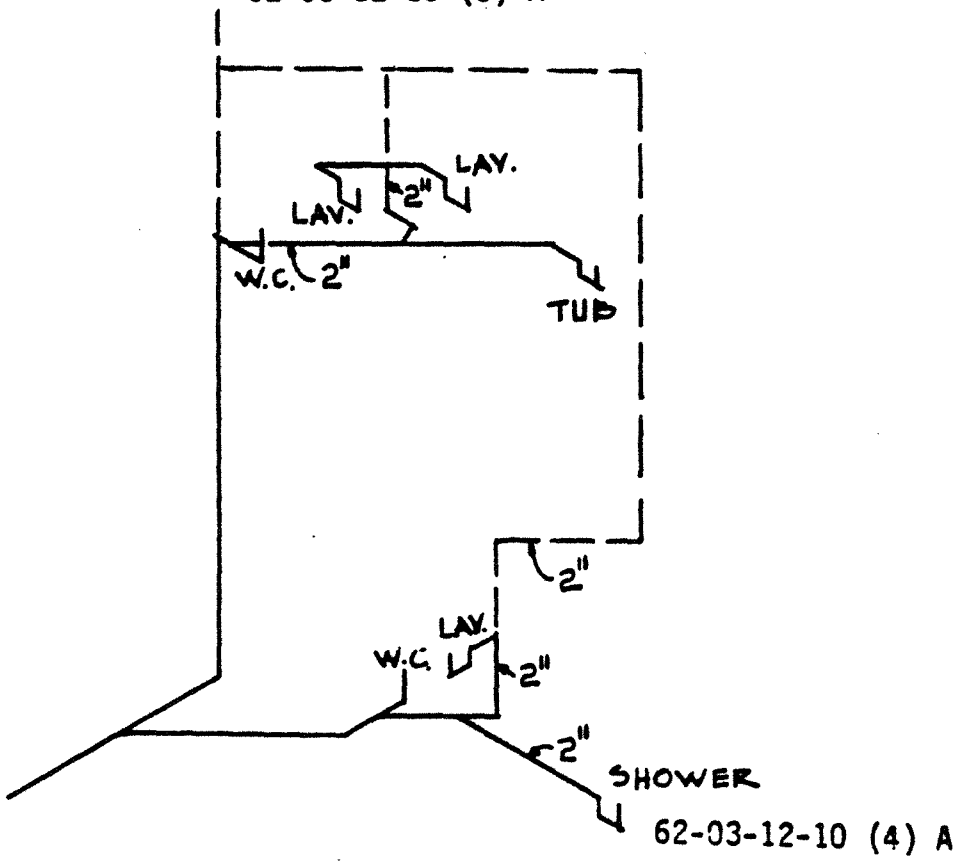 LAV.
2"
LAV.
W.C. 2"
TUB
2"
LAV.
W.C.
2"
2"
SHOWER
62-03-12-10 (4) A